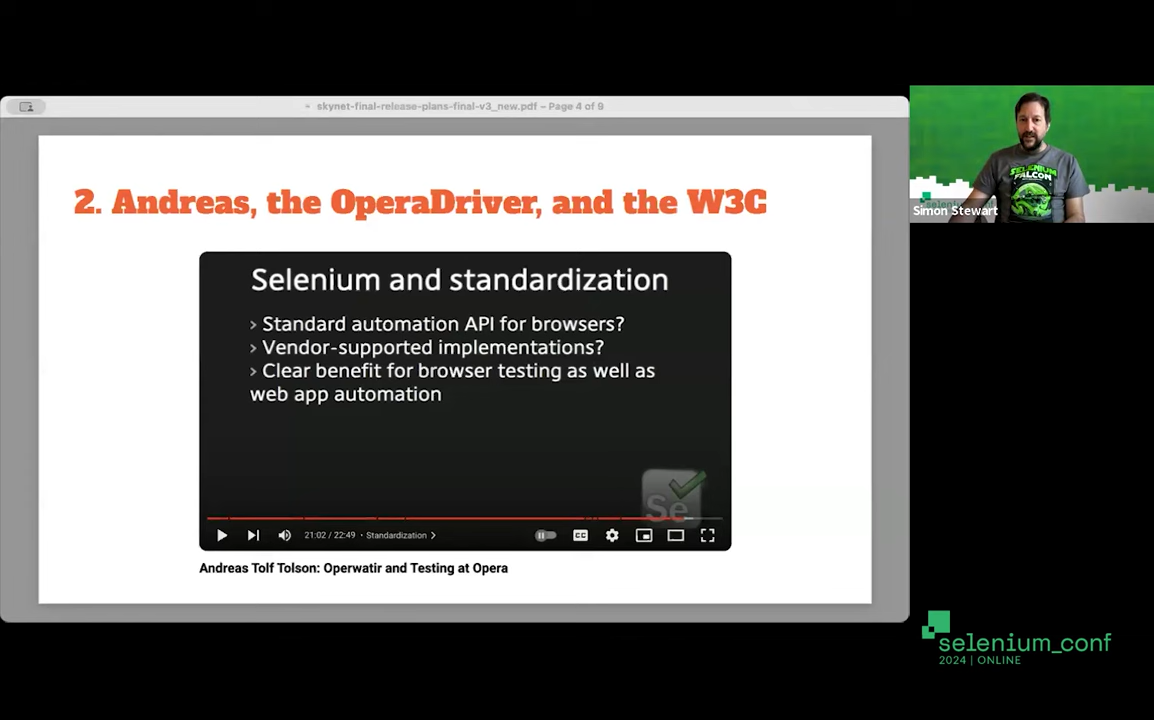 skynet-final-release-plans-final-v3_new.pdf – Page 4 of 9
2. Andreas, the OperaDriver, and the W3C
Selenium and standardization
› Standard automation API for browsers?
› Vendor-supported implementations?
› Clear benefit for browser testing as well as
web app automation
Se
21:02 / 22:49 · Standardization ›
CC
Andreas Tolf Tolson: Operwatir and Testing at Opera
SELENIUM
FALCON
Simon Stewart
selenium_conf
2024 | ONLINE